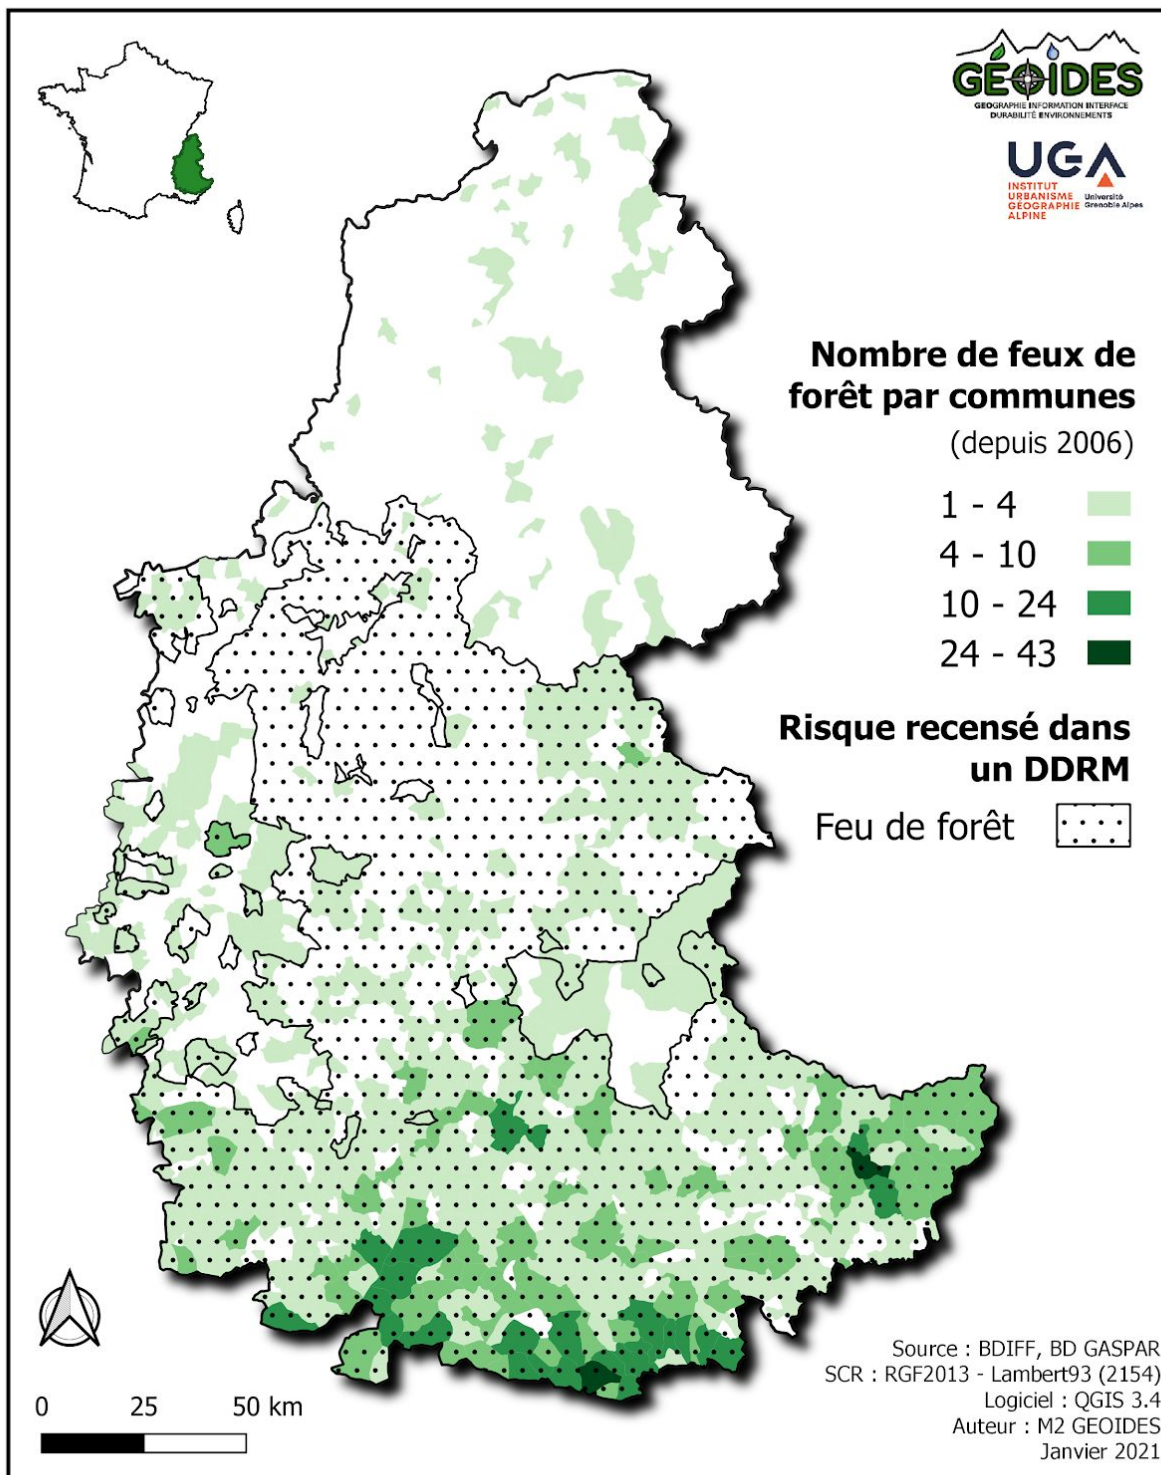 GÉOIDES
GEOGRAPHIE INFORMATION INTERFACE
DURABILITÉ ENVIRONNEMENTS
UGA
INSTITUT
URBANISME
GÉOGRAPHIE
ALPINE
Université
Grenoble Alpes
Nombre de feux de
forêt par communes
(depuis 2006)
1 - 4
4 - 10
10 - 24
24 - 43
Risque recensé dans
un DDRM
Feu de forêt
0 25 50 km
Source : BDIFF, BD GASPAR
SCR : RGF2013 - Lambert93 (2154)
Logiciel : QGIS 3.4
Auteur : M2 GEOIDES
Janvier 2021